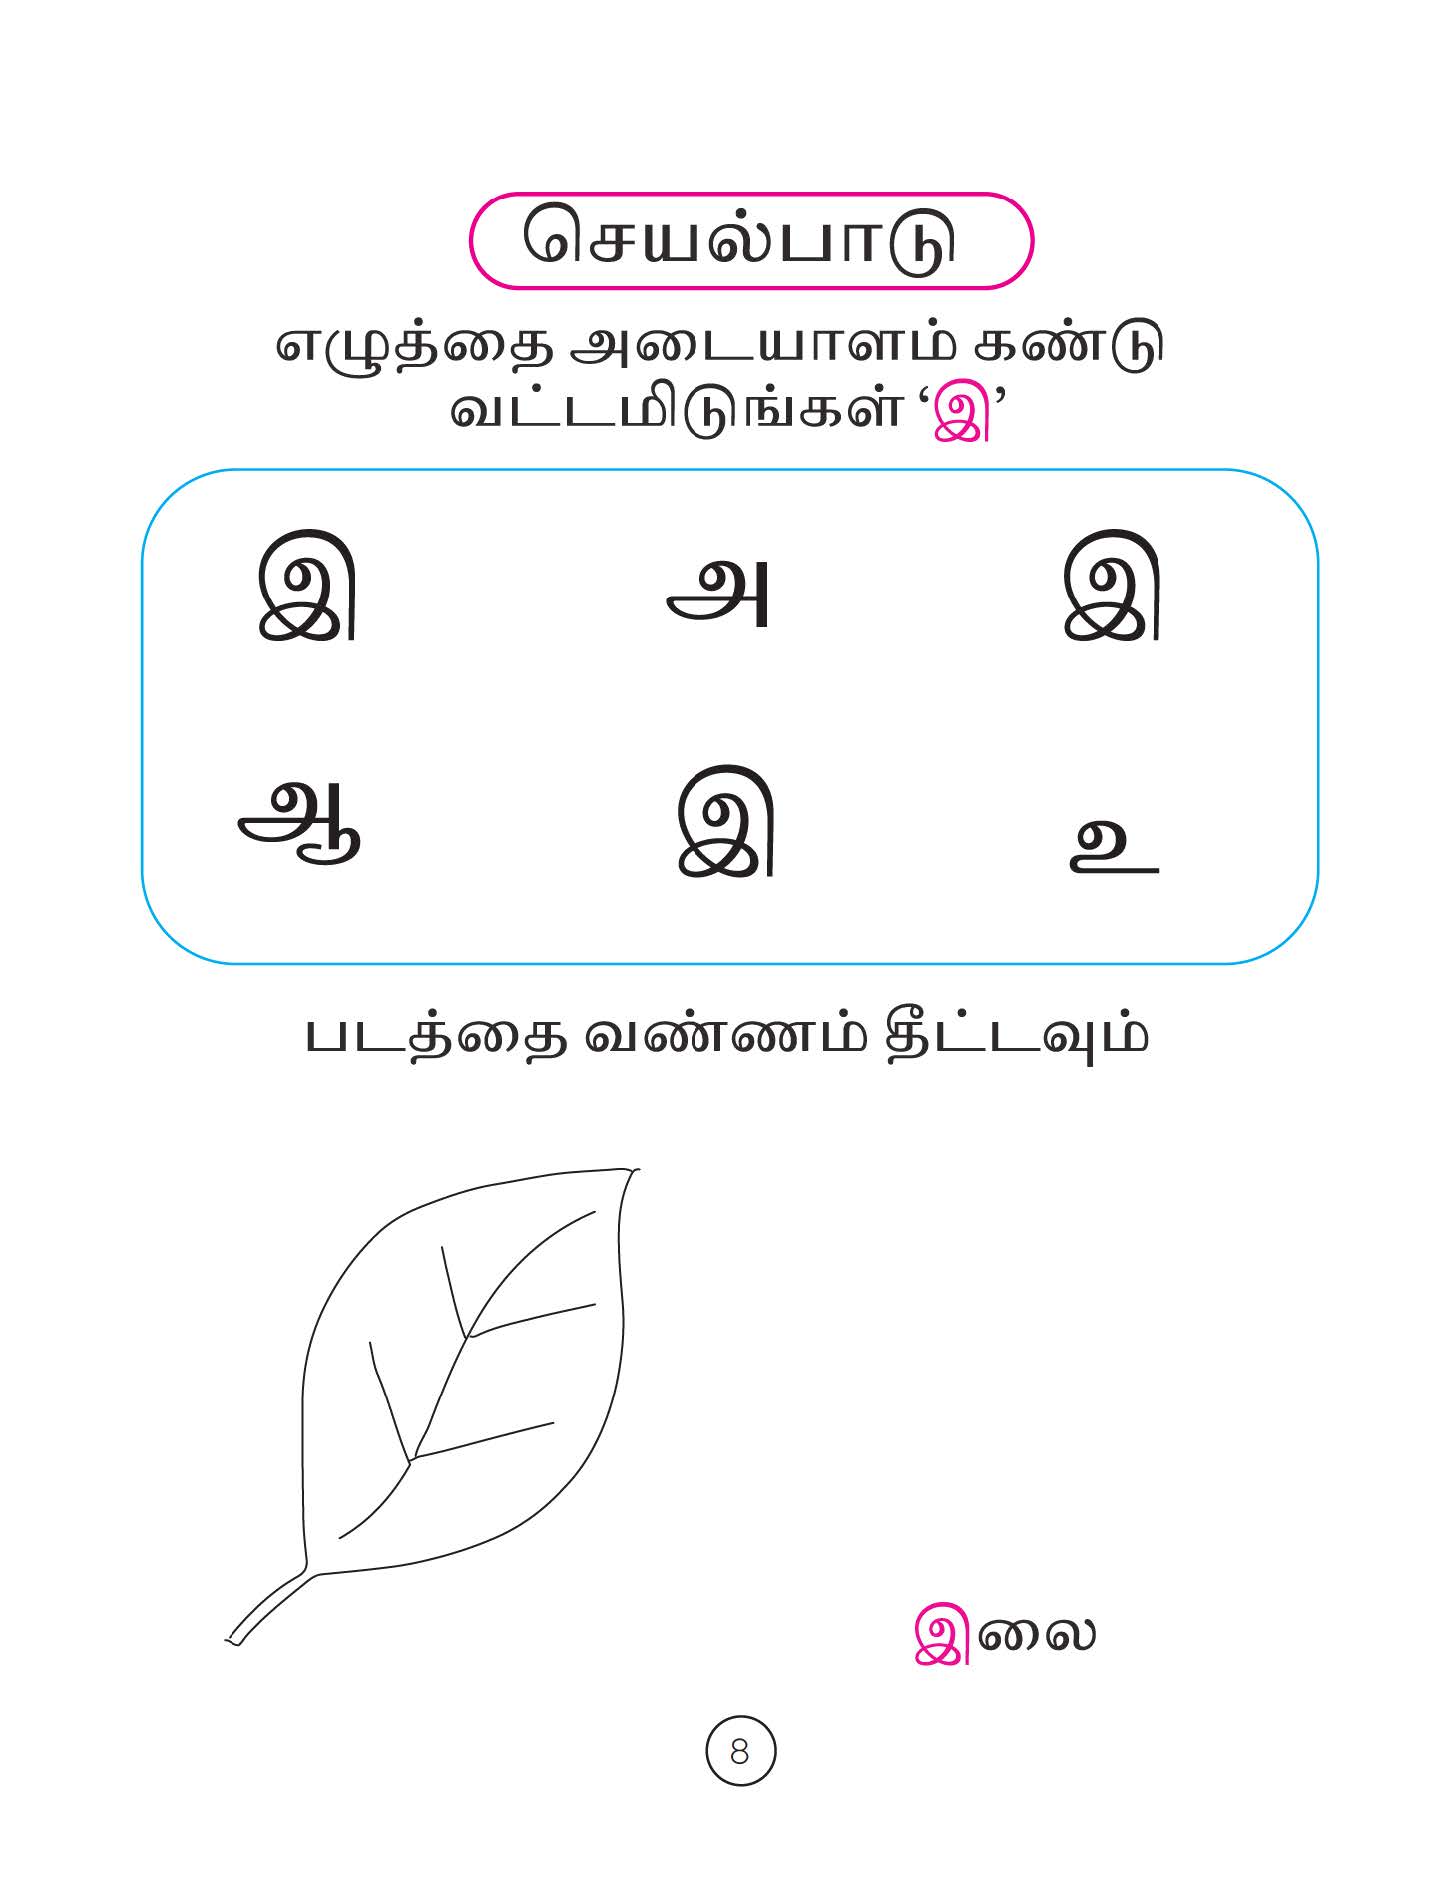 செயல்பாடு
எழுத்தை அடையாளம் கண்டு
வட்டமிடுங்கள் ‘இ’
இ அ இ
ஆ இ உ
படத்தை வண்ணம் தீட்டவும்
இலை
8